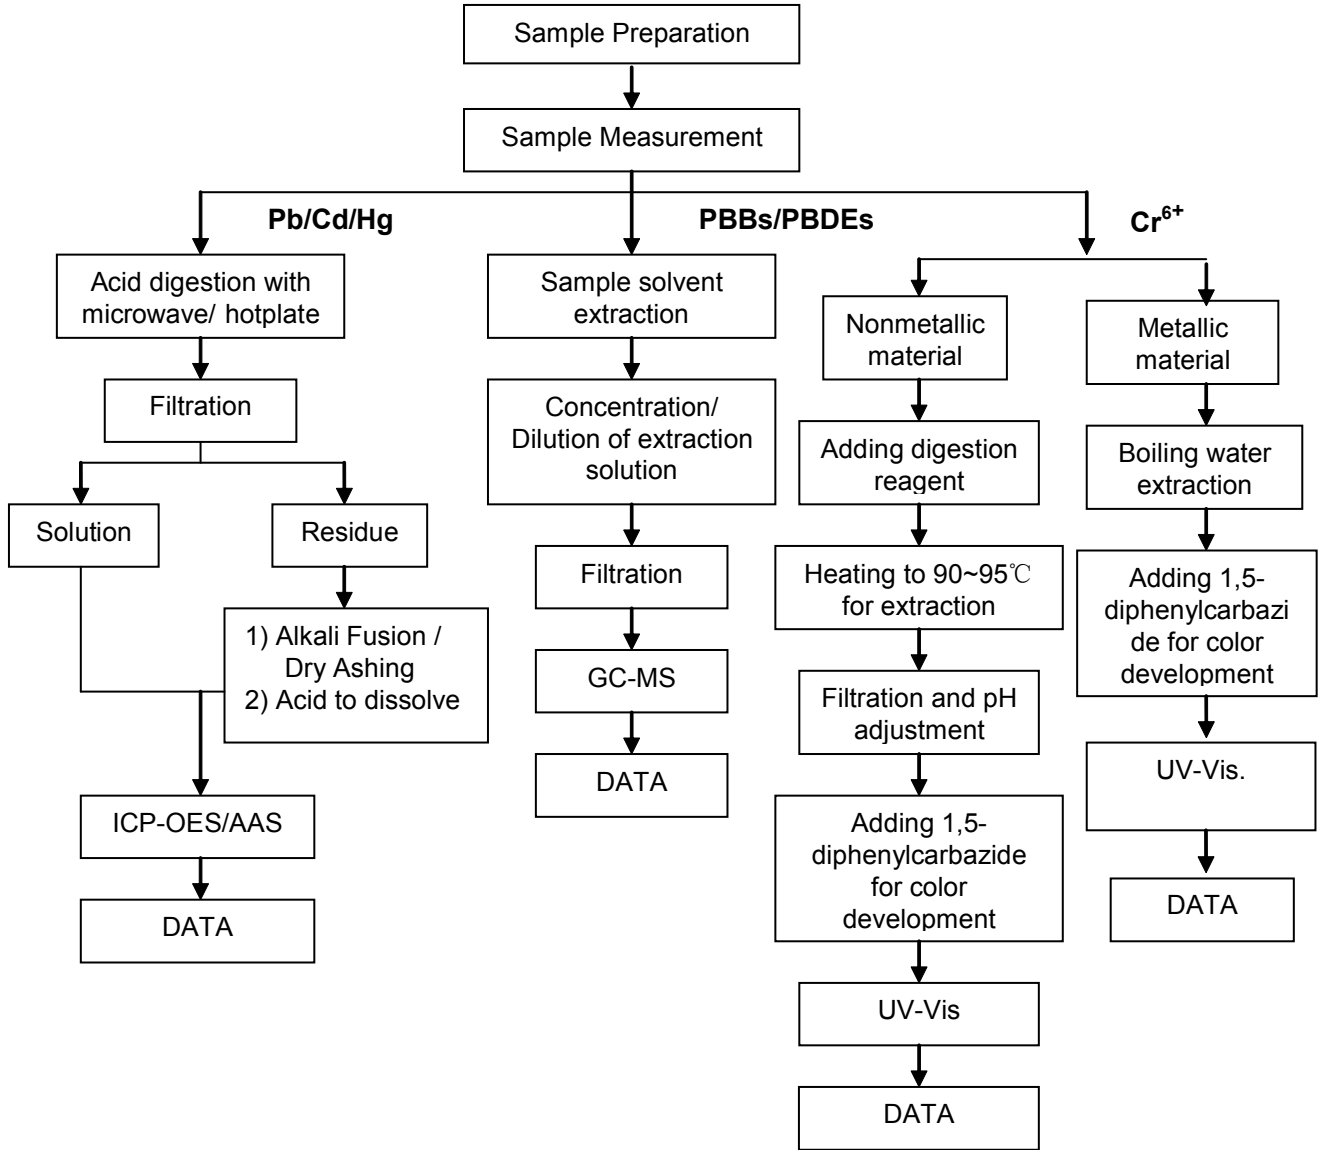 Sample Preparation
Sample Measurement
Pb/Cd/Hg
PBBs/PBDEs
Cr⁶⁺
Acid digestion with
microwave/ hotplate
Filtration
Solution
Residue
1) Alkali Fusion /
Dry Ashing
2) Acid to dissolve
ICP-OES/AAS
DATA
Sample solvent
extraction
Concentration/
Dilution of extraction
solution
Filtration
GC-MS
DATA
Nonmetallic
material
Adding digestion
reagent
Heating to 90~95℃
for extraction
Filtration and pH
adjustment
Adding 1,5-
diphenylcarbazide
for color
development
UV-Vis
DATA
Metallic
material
Boiling water
extraction
Adding 1,5-
diphenylcarbazi
de for color
development
UV-Vis.
DATA